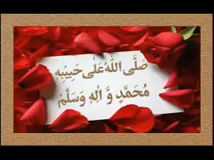 صَلَّی اللهُ عَلٰی حَبِیْبِهٖ
مُحَمَّدٍ وَّ اٰلِهٖ وَسَلَّمَ